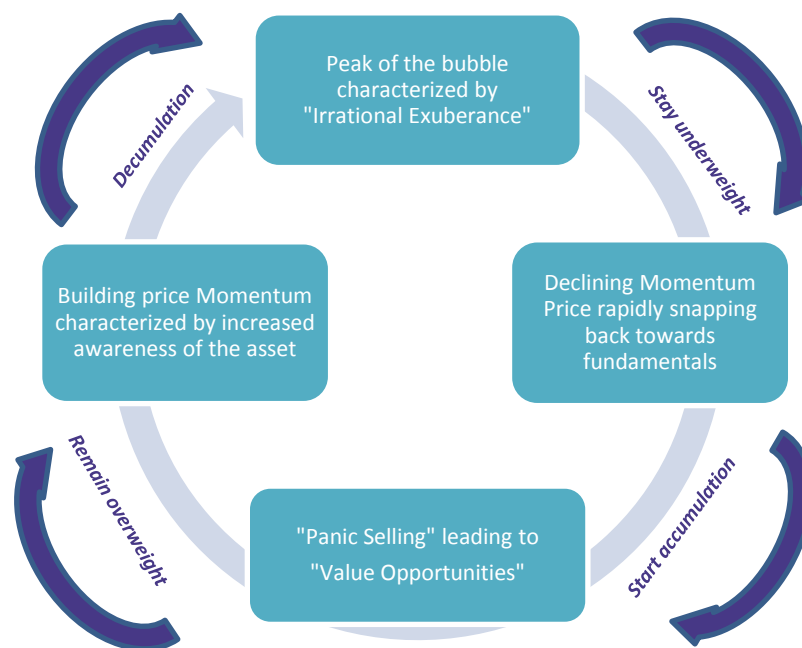 Peak of the bubble
characterized by
"Irrational Exuberance"
Decumulation
Stay underweight
Building price Momentum
characterized by increased
awareness of the asset
Declining Momentum
Price rapidly snapping
back towards
fundamentals
Remain overweight
Start accumulation
"Panic Selling" leading to
"Value Opportunities"